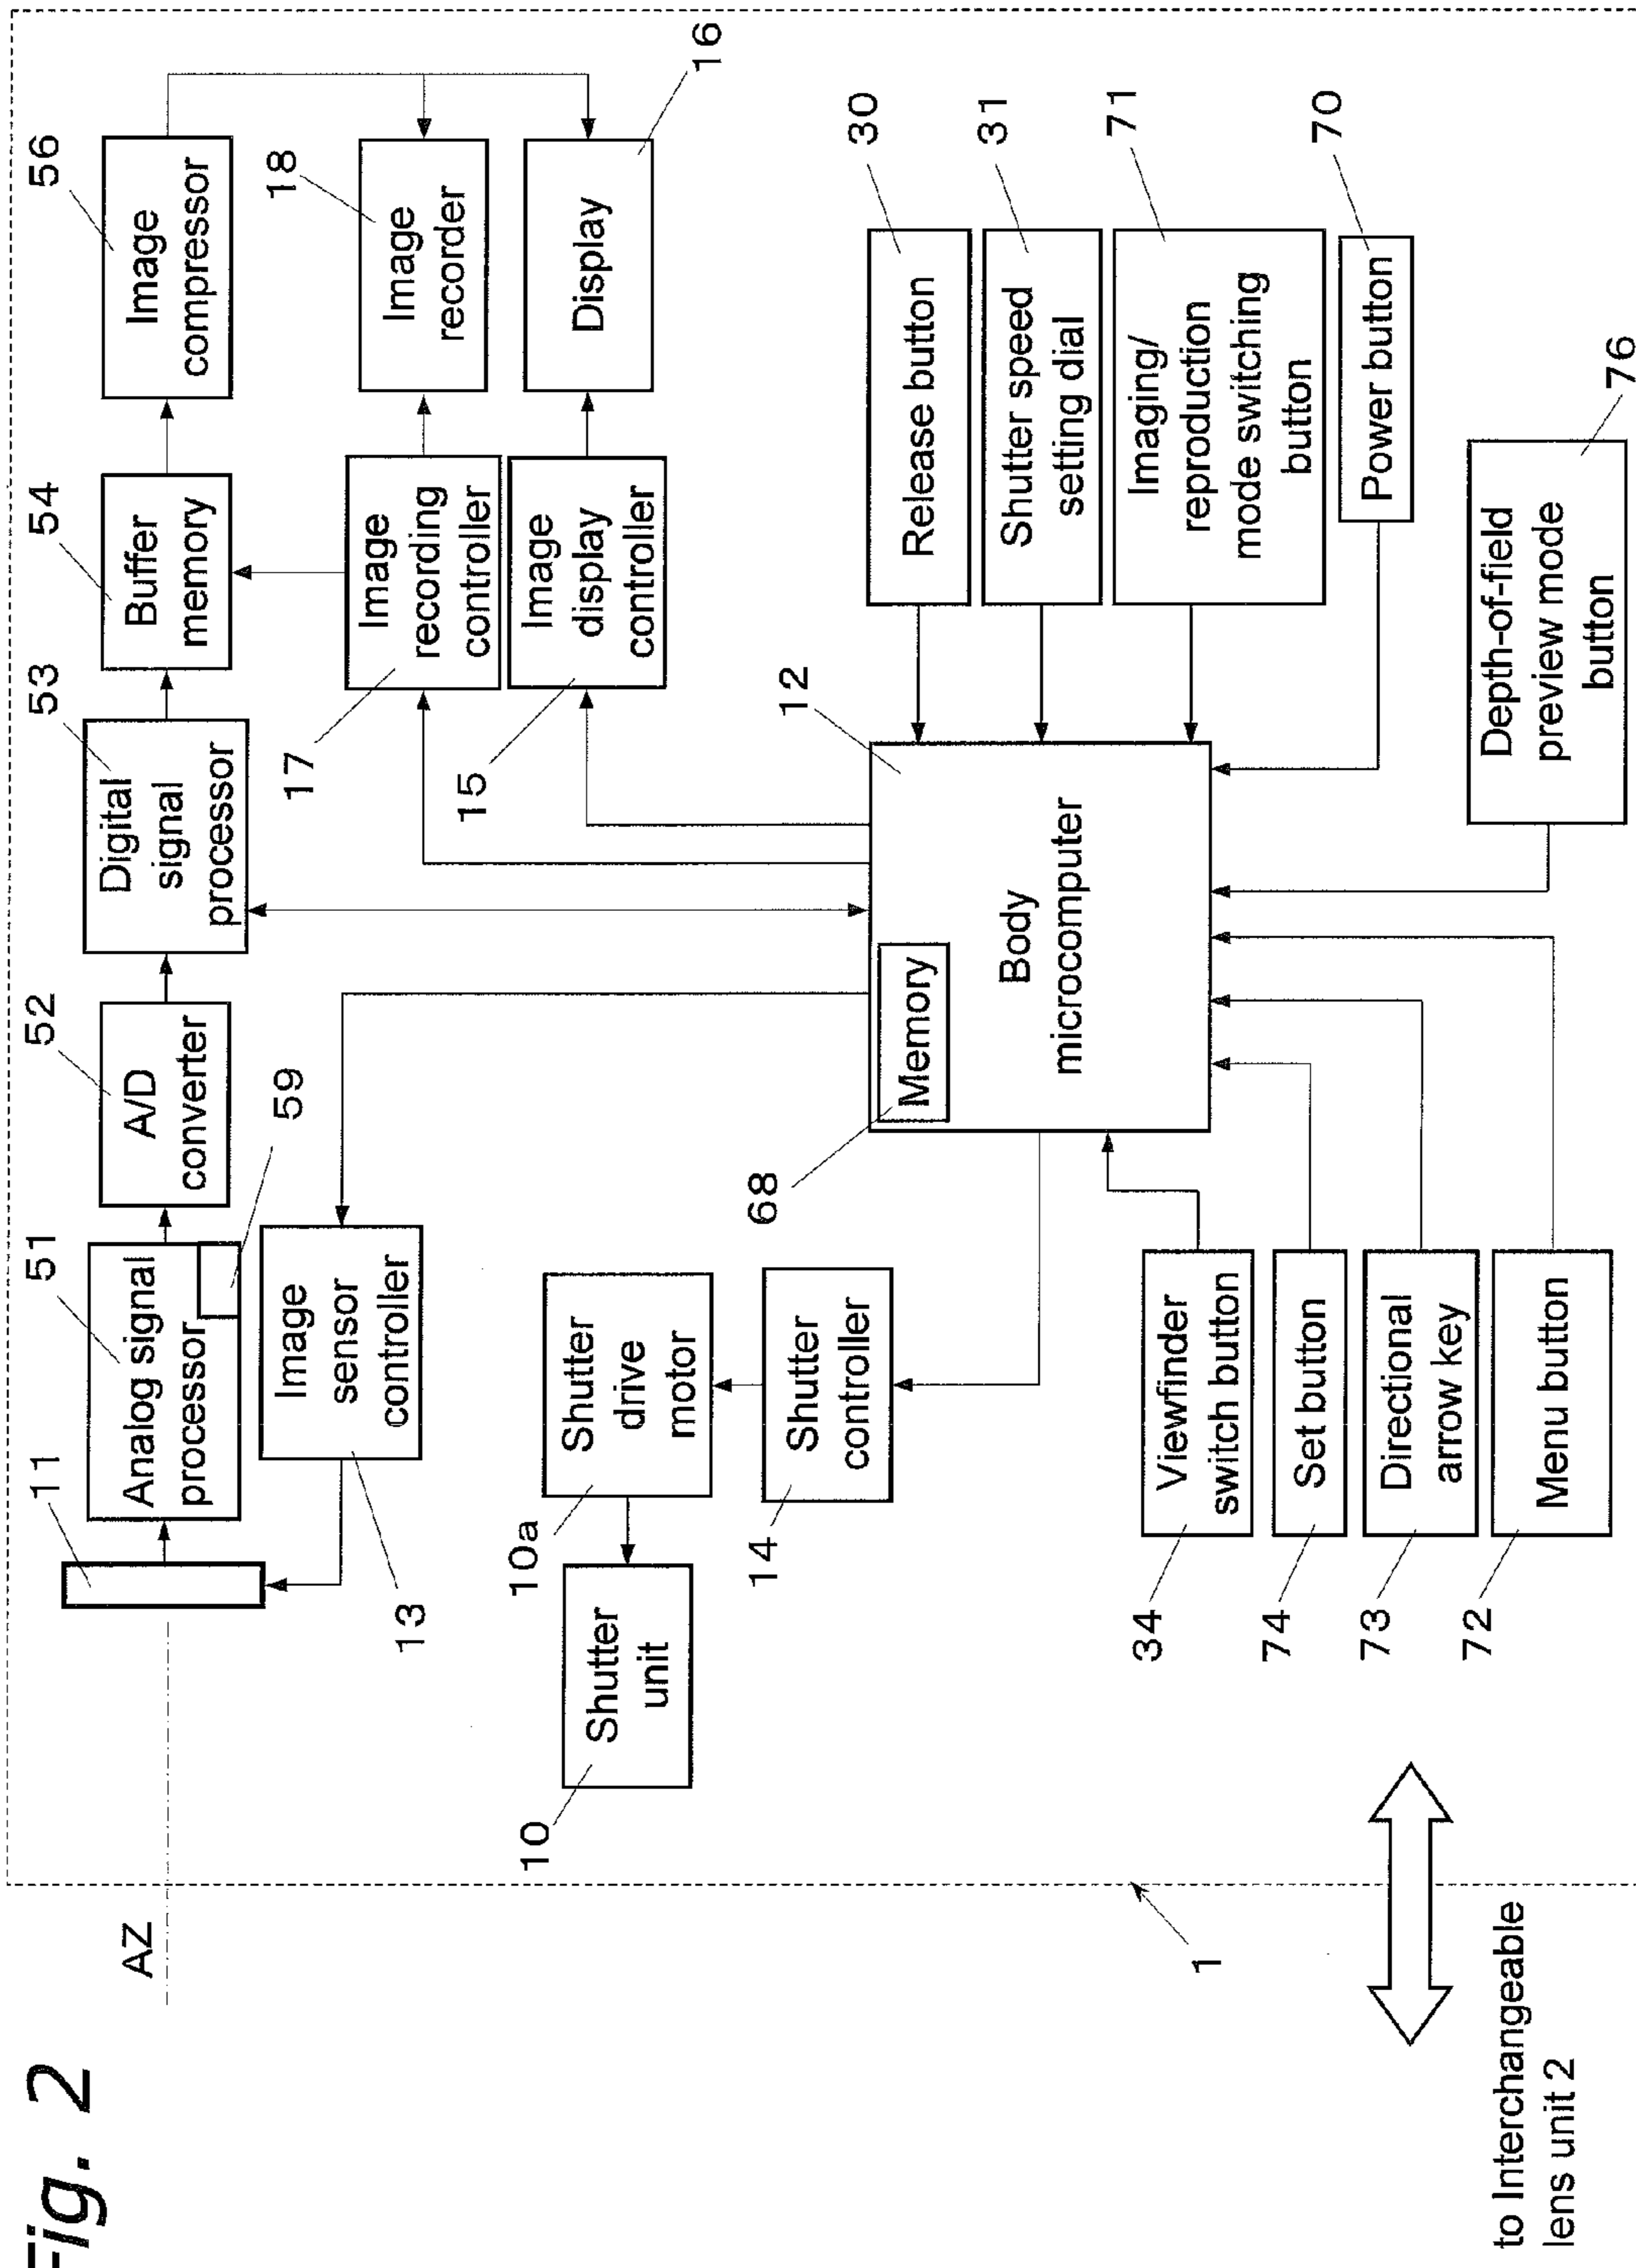 Fig. 2
AZ
11
51
52
53
54
56
Analog signal
processor
59
A/D
converter
Digital
signal
processor
Buffer
memory
Image
compressor
13
Image
sensor
controller
17
Image
recording
controller
18
Image
recorder
15
Image
display
controller
Display
16
10
Shutter
unit
10a
Shutter
drive
motor
14
Shutter
controller
68
Memory
12
Body
microcomputer
Release button
30
Shutter speed
setting dial
31
Imaging/
reproduction
mode switching
button
71
Power button
70
Depth-of-field
preview mode
button
76
34
Viewfinder
switch button
74
Set button
73
Directional
arrow key
72
Menu button
1
to Interchangeable
lens unit 2